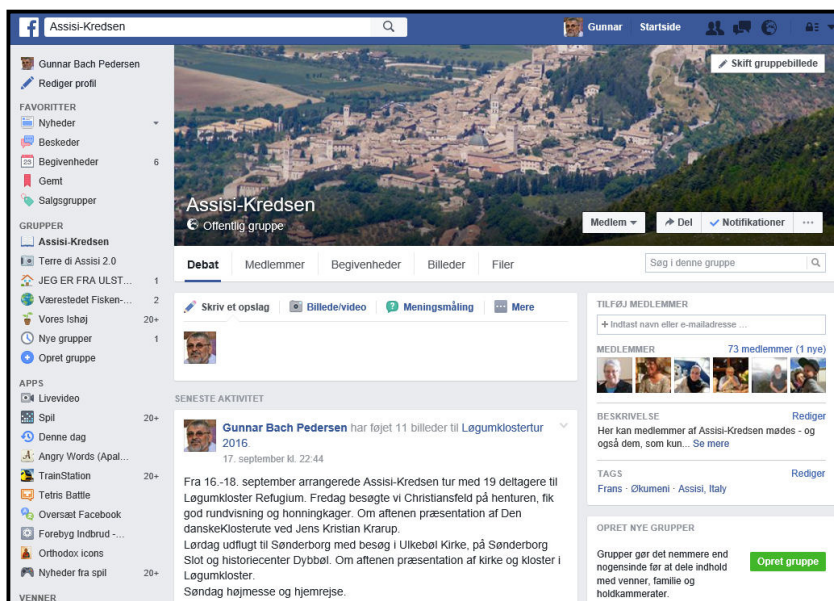 Assisi-Kredsen
Gunnar
Startside
Gunnar Bach Pedersen
Rediger profil
FAVORITTER
Nyheder
Beskeder
Begivenheder 6
Gemt
Salgsgrupper
GRUPPER
Assisi-Kredsen
Terre di Assisi 2.0
JEG ER FRA ULST... 1
Værestedet Fisken-... 2
Vores Ishøj 20+
Nye grupper 1
Opret gruppe
APPS
Livevideo
Spil 20+
Denne dag
Angry Words (Apal...
TrainStation 20+
Tetris Battle
Oversæt Facebook
Forebyg Indbrud -...
Orthodox icons
Nyheder fra spil 20+
VENNER
Skift gruppebillede
Assisi-Kredsen
Offentlig gruppe
Medlem
Del
Notifikationer
Debat
Medlemmer
Begivenheder
Billeder
Filer
Søg i denne gruppe
Skriv et opslag
Billede/video
Meningsmåling
Mere
SENESTE AKTIVITET
Gunnar Bach Pedersen har føjet 11 billeder til Løgumklostertur
2016.
17. september kl. 22:44
Fra 16.-18. september arrangerede Assisi-Kredsen tur med 19 deltagere til
Løgumkloster Refugium. Fredag besøgte vi Christiansfeld på henturen, fik
god rundvisning og honningkager. Om aftenen præsentation af Den
danskeKlosterute ved Jens Kristian Krarup.
Lørdag udflugt til Sønderborg med besøg i Ulkebøl Kirke, på Sønderborg
Slot og historiecenter Dybbøl. Om aftenen præsentation af kirke og kloster i
Løgumkloster.
Søndag højmesse og hjemrejse.
TILFØJ MEDLEMMER
+ Indtast navn eller e-mailadresse ...
MEDLEMMER
73 medlemmer (1 nye)
BESKRIVELSE
Rediger
Her kan medlemmer af Assisi-Kredsen mødes - og
også dem, som kun... Se mere
TAGS
Rediger
Frans · Økumeni · Assisi, Italy
OPRET NYE GRUPPER
Grupper gør det nemmere end
nogensinde før at dele indhold
med venner, familie og
holdkammerater.
Opret gruppe